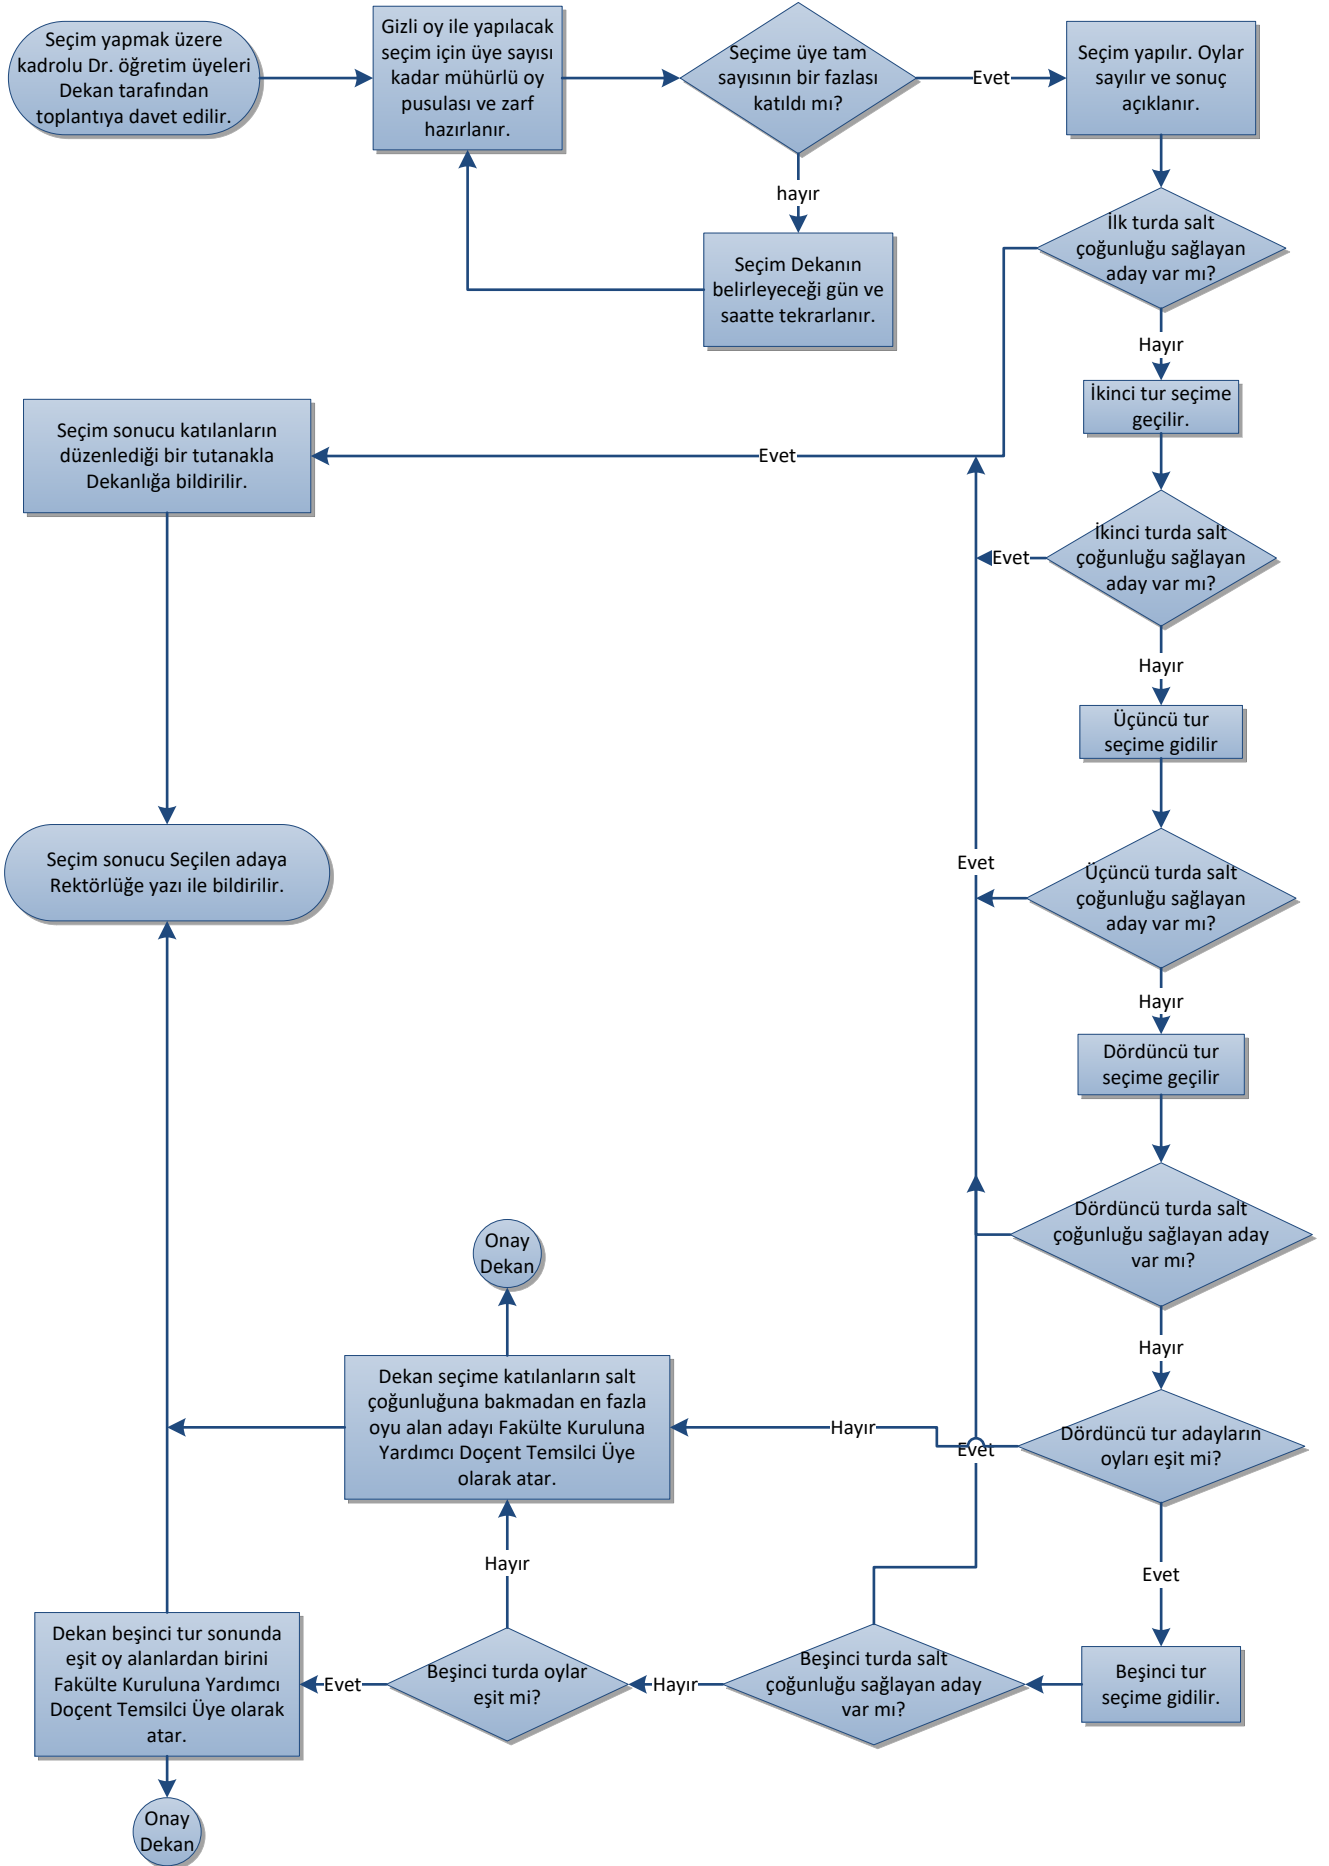 Seçim yapmak üzere
kadrolu Dr. öğretim üyeleri
Dekan tarafından
toplantıya davet edilir.
Gizli oy ile yapılacak
seçim için üye sayısı
kadar mühürlü oy
pusulası ve zarf
hazırlanır.
Seçime üye tam
sayısının bir fazlası
katıldı mı?
Evet
Seçim yapılır. Oylar
sayılır ve sonuç
açıklanır.
hayır
Seçim Dekanın
belirleyeceği gün ve
saatte tekrarlanır.
İlk turda salt
çoğunluğu sağlayan
aday var mı?
Hayır
İkinci tur seçime
geçilir.
Evet
Seçim sonucu katılanların
düzenlediği bir tutanakla
Dekanlığa bildirilir.
İkinci turda salt
çoğunluğu sağlayan
aday var mı?
Evet
Hayır
Üçüncü tur
seçime gidilir
Seçim sonucu Seçilen adaya
Rektörlüğe yazı ile bildirilir.
Evet
Üçüncü turda salt
çoğunluğu sağlayan
aday var mı?
Hayır
Dördüncü tur
seçime geçilir
Dördüncü turda salt
çoğunluğu sağlayan aday
var mı?
Hayır
Onay
Dekan
Dekan seçime katılanların salt
çoğunluğuna bakmadan en fazla
oyu alan adayı Fakülte Kuruluna
Yardımcı Doçent Temsilci Üye
olarak atar.
Hayır
Evet
Dördüncü tur adayların
oyları eşit mi?
Hayır
Evet
Dekan beşinci tur sonunda
eşit oy alanlardan birini
Fakülte Kuruluna Yardımcı
Doçent Temsilci Üye olarak
atar.
Evet
Beşinci turda oylar
eşit mi?
Hayır
Beşinci turda salt
çoğunluğu sağlayan aday
var mı?
Beşinci tur
seçime gidilir.
Onay
Dekan